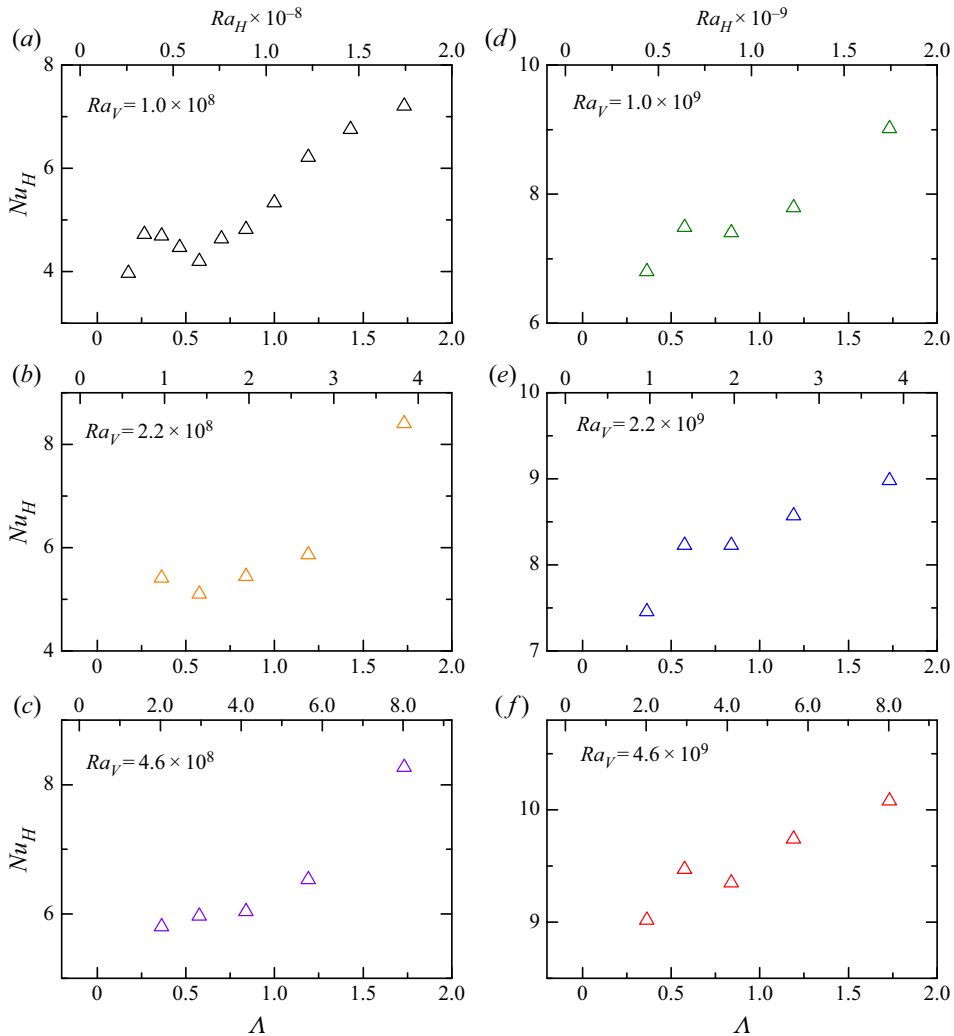 Ra_H × 10^–8
(a) 0 0.5 1.0 1.5 2.0
8
6
4
Nu_H
Ra_V = 1.0 × 10^8
0 0.5 1.0 1.5 2.0
(b) 0 1 2 3 4
8
6
4
Nu_H
Ra_V = 2.2 × 10^8
0 0.5 1.0 1.5 2.0
(c) 0 2.0 4.0 6.0 8.0
8
6
Nu_H
Ra_V = 4.6 × 10^8
0 0.5 1.0 1.5 2.0
Λ
Ra_H × 10^–9
(d) 0 0.5 1.0 1.5 2.0
10
8
6
Ra_V = 1.0 × 10^9
0 0.5 1.0 1.5 2.0
(e) 0 1 2 3 4
10
9
8
7
Ra_V = 2.2 × 10^9
0 0.5 1.0 1.5 2.0
(f) 0 2.0 4.0 6.0 8.0
10
9
Ra_V = 4.6 × 10^9
0 0.5 1.0 1.5 2.0
Λ